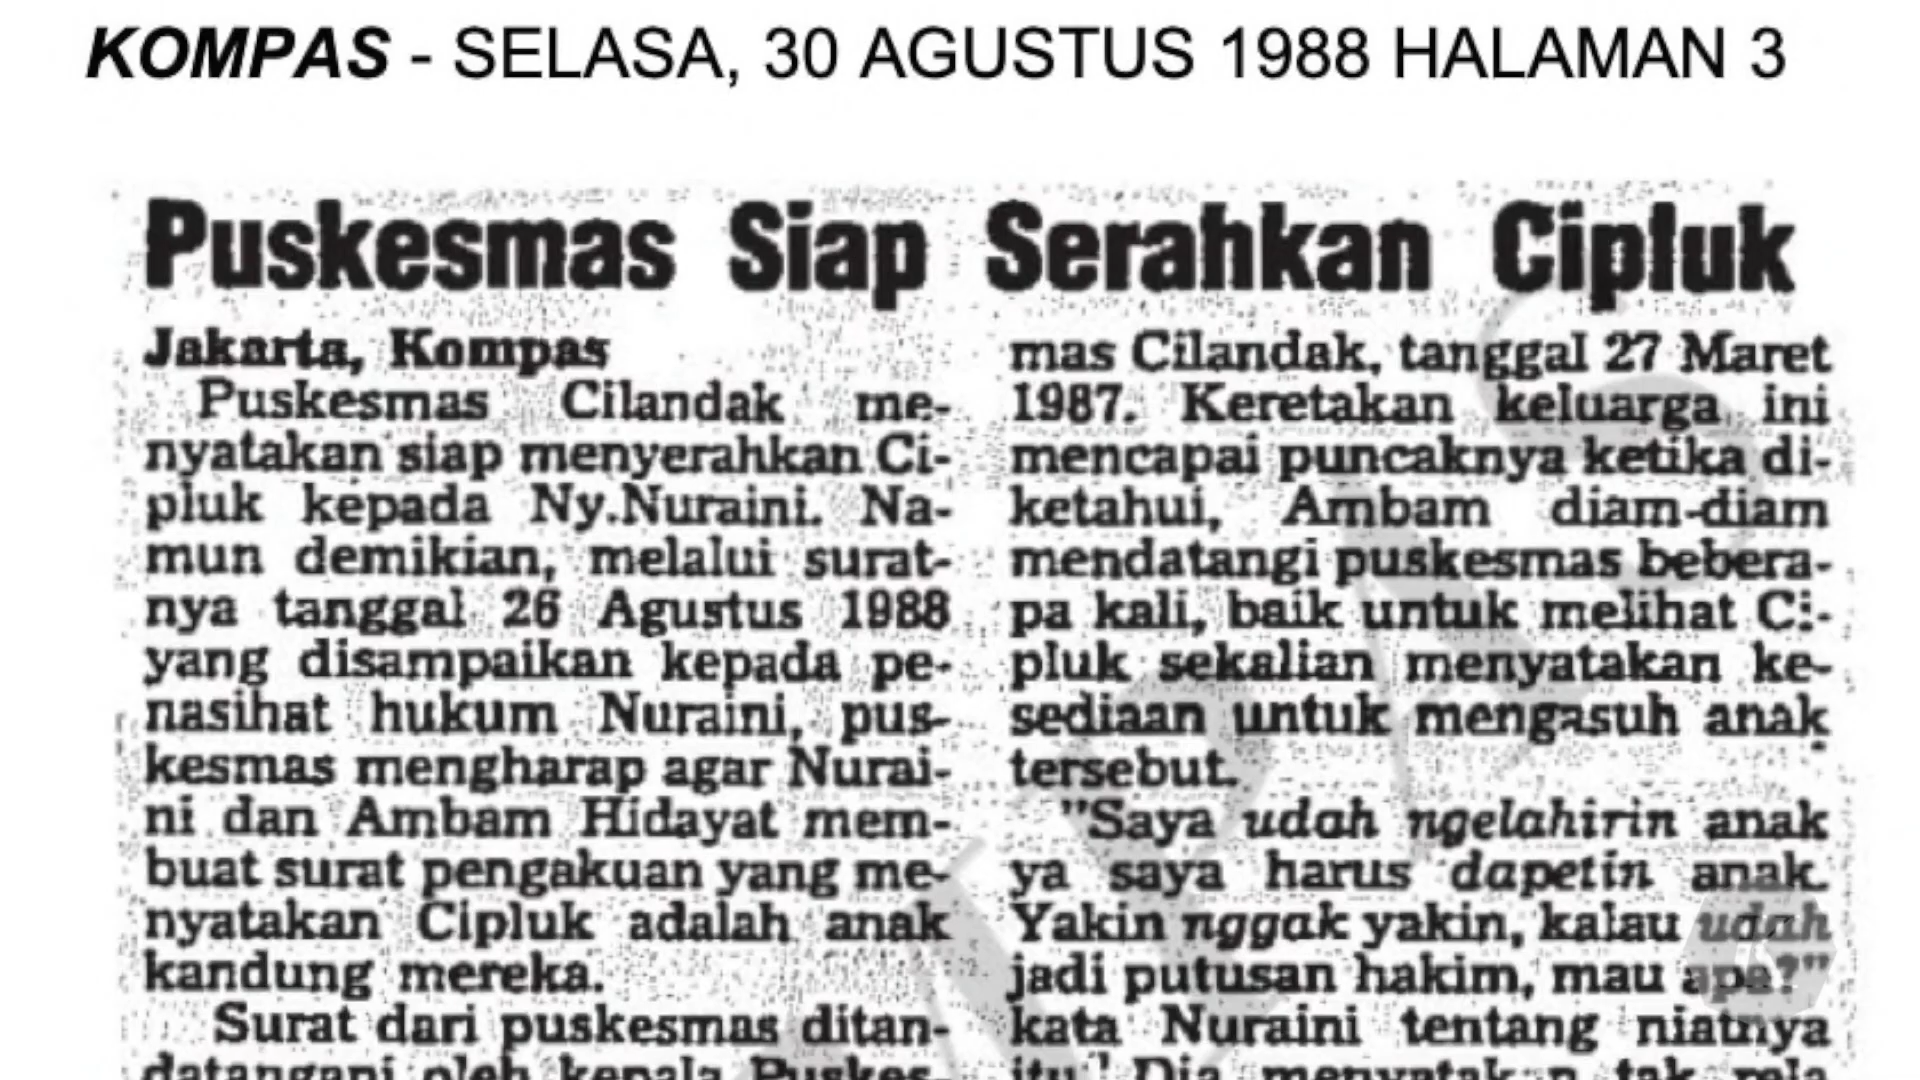 KOMPAS - SELASA, 30 AGUSTUS 1988 HALAMAN 3
Puskesmas Siap Serahkan Cipluk
Jakarta, Kompas
Puskesmas Cilandak me-
nyatakan siap menyerahkan Ci-
pluk kepada Ny.Nuraini. Na-
mun demikian, melalui surat-
nya tanggal 26 Agustus 1988
yang disampaikan kepada pe-
nasihat hukum Nuraini, pus-
kesmas mengharap agar Nurai-
ni dan Ambam Hidayat mem-
buat surat pengakuan yang me-
nyatakan Cipluk adalah anak
kandung mereka.
Surat dari puskesmas ditan-
datangani oleh kepala Puskes-
mas Cilandak, tanggal 27 Maret
1987. Keretakan keluarga ini
mencapai puncaknya ketika di-
ketahui, Ambam diam-diam
mendatangi puskesmas bebera-
pa kali, baik untuk melihat Ci-
pluk sekalian menyatakan ke-
sediaan untuk mengasuh anak
tersebut.
"Saya udah ngelahirin anak
ya saya harus dapetin anak.
Yakin nggak yakin, kalau udah
jadi putusan hakim, mau apa?"
kata Nuraini tentang niatnya
itu. Dia menyatakan tak rela